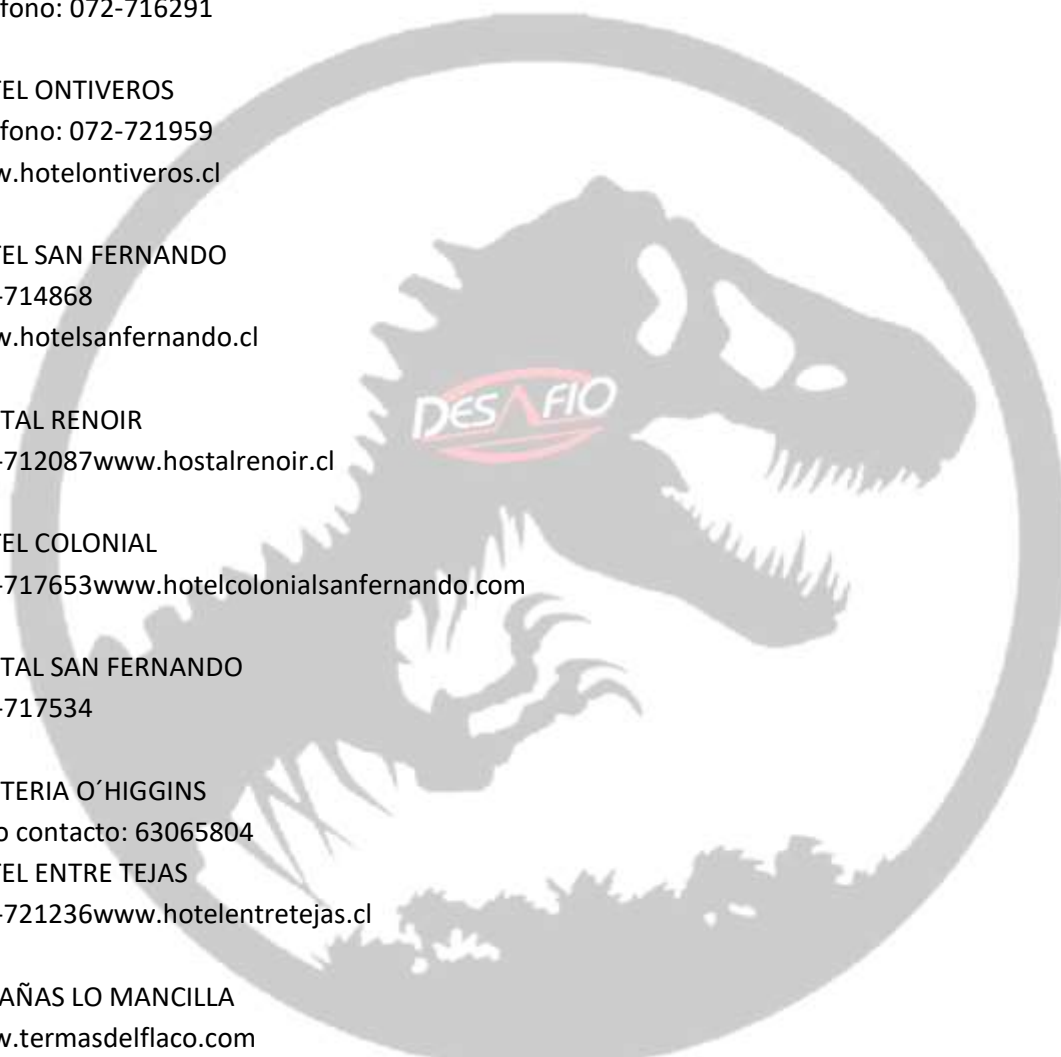 fono: 072-716291
TEL ONTIVEROS
fono: 072-721959
w.hotelontiveros.cl
TEL SAN FERNANDO
-714868
w.hotelsanfernando.cl
TAL RENOIR
-712087www.hostalrenoir.cl
DESAFIO
TEL COLONIAL
-717653www.hotelcolonialsanfernando.com
TAL SAN FERNANDO
-717534
TERIA O´HIGGINS
o contacto: 63065804
TEL ENTRE TEJAS
-721236www.hotelentretejas.cl
AÑAS LO MANCILLA
w.termasdelflaco.com